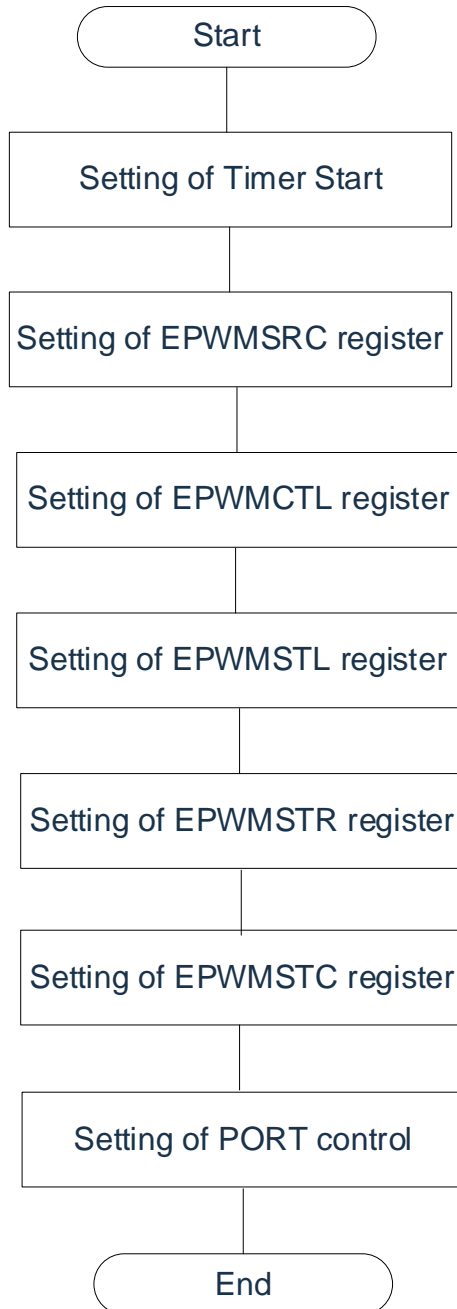 Start
Setting of Timer Start
Setting of EPWMSRC register
Setting of EPWMCTL register
Setting of EPWMSTL register
Setting of EPWMSTR register
Setting of EPWMSTC register
Setting of PORT control
End